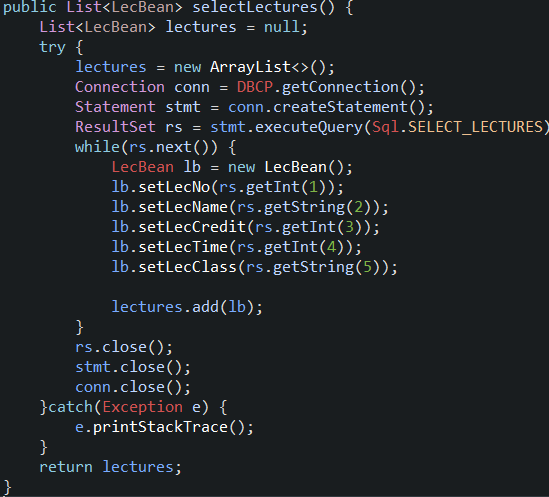 public List<LecBean> selectLectures() {
    List<LecBean> lectures = null;
    try {
        lectures = new ArrayList<>();
        Connection conn = DBCP.getConnection();
        Statement stmt = conn.createStatement();
        ResultSet rs = stmt.executeQuery(Sql.SELECT_LECTURES)
        while(rs.next()) {
            LecBean lb = new LecBean();
            lb.setLecNo(rs.getInt(1));
            lb.setLecName(rs.getString(2));
            lb.setLecCredit(rs.getInt(3));
            lb.setLecTime(rs.getInt(4));
            lb.setLecClass(rs.getString(5));

            lectures.add(lb);
        }
        rs.close();
        stmt.close();
        conn.close();
    }catch(Exception e) {
        e.printStackTrace();
    }
    return lectures;
}